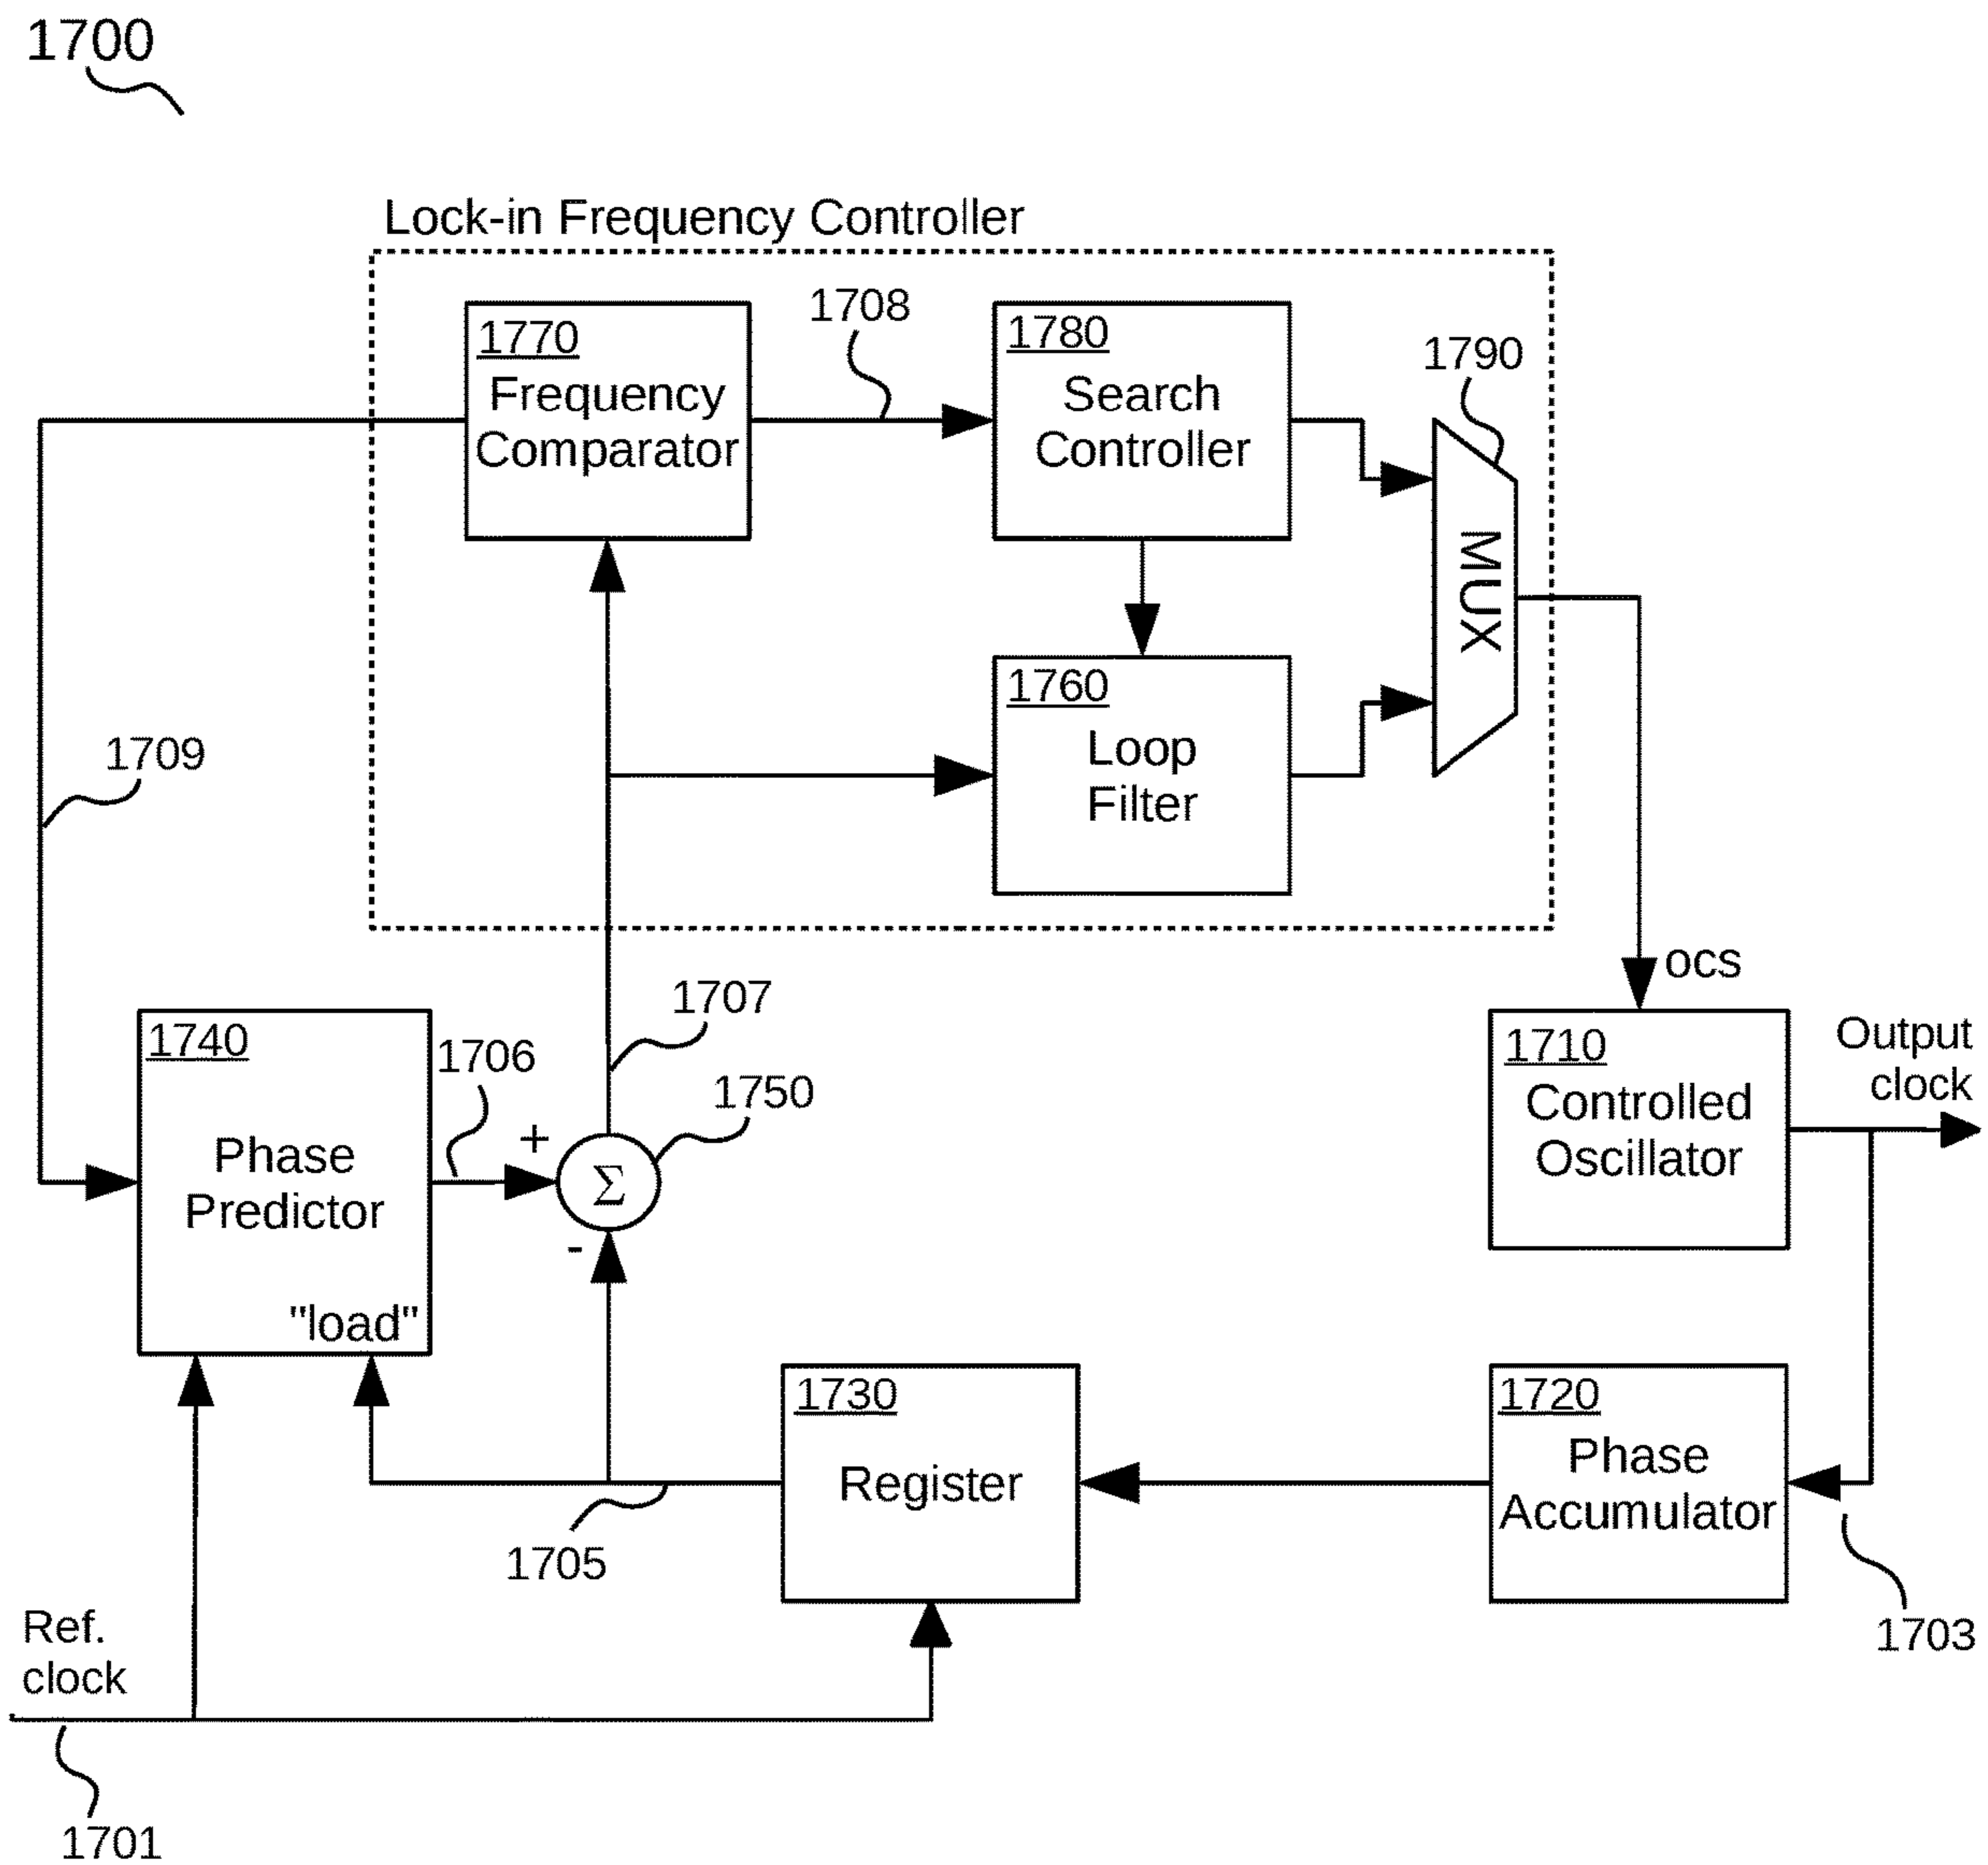 1700
Lock-in Frequency Controller
1770
Frequency
Comparator
1708
1780
Search
Controller
1790
MUX
1760
Loop
Filter
1709
ocs
1707
1750
1740
Phase
Predictor
"load"
1706
+
Σ
-
1710
Controlled
Oscillator
Output
clock
1730
Register
1720
Phase
Accumulator
1705
1703
Ref.
clock
1701